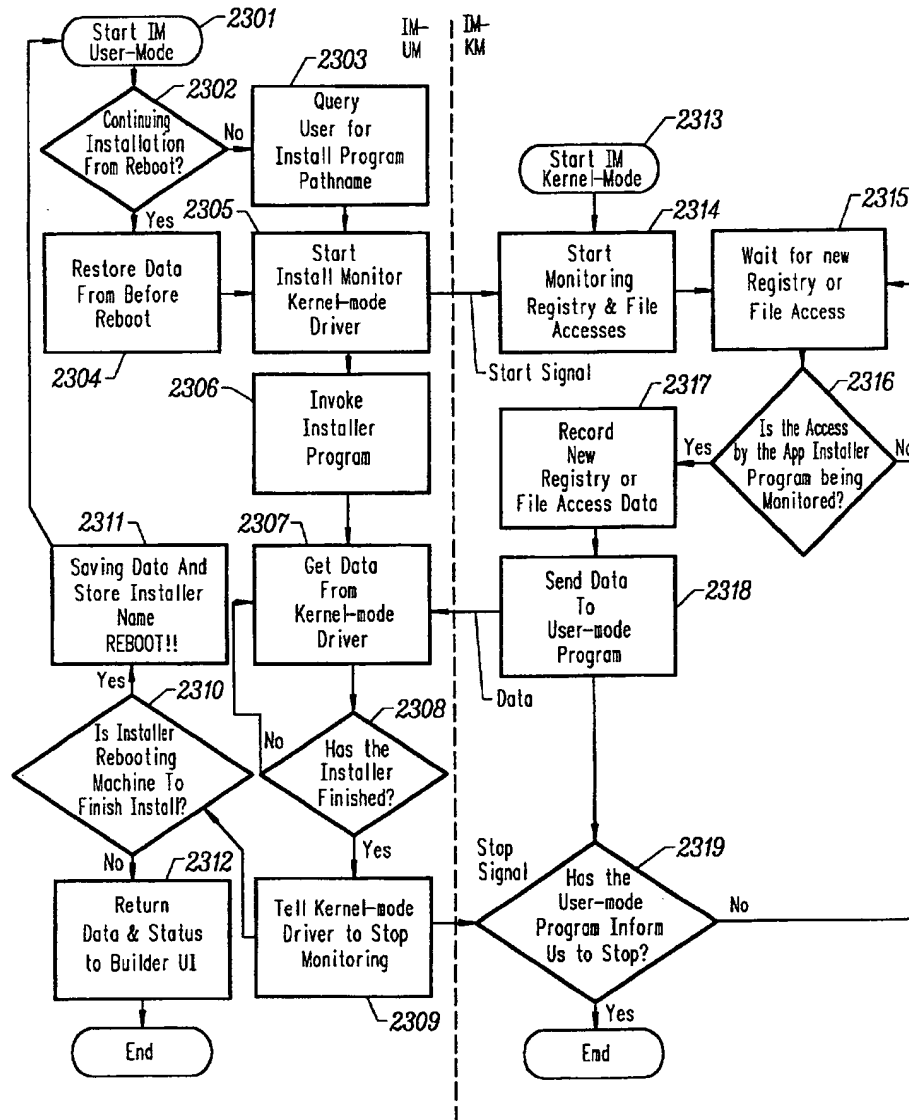 2301
Start IM
User-Mode
IM-
UM
IM-
KM
2302
Continuing
Installation
From Reboot?
No
Yes
2303
Query
User for
Install Program
Pathname
2304
Restore Data
From Before
Reboot
2305
Start
Install Monitor
Kernel-mode
Driver
2306
Invoke
Installer
Program
2307
Get Data
From
Kernel-mode
Driver
2308
Has the
Installer
Finished?
No
Yes
2309
Tell Kernel-mode
Driver to Stop
Monitoring
2310
Is Installer
Rebooting
Machine To
Finish Install?
Yes
No
2311
Saving Data And
Store Installer
Name
REBOOT!!
2312
Return
Data & Status
to Builder UI
End
2313
Start IM
Kernel-Mode
2314
Start
Monitoring
Registry & File
Accesses
Start Signal
2315
Wait for new
Registry or
File Access
2316
Is the Access
by the App Installer
Program being
Monitored?
Yes
No
2317
Record
New
Registry or
File Access Data
2318
Send Data
To
User-mode
Program
Data
2319
Stop
Signal
Has the
User-mode
Program Inform
Us to Stop?
No
Yes
Emd